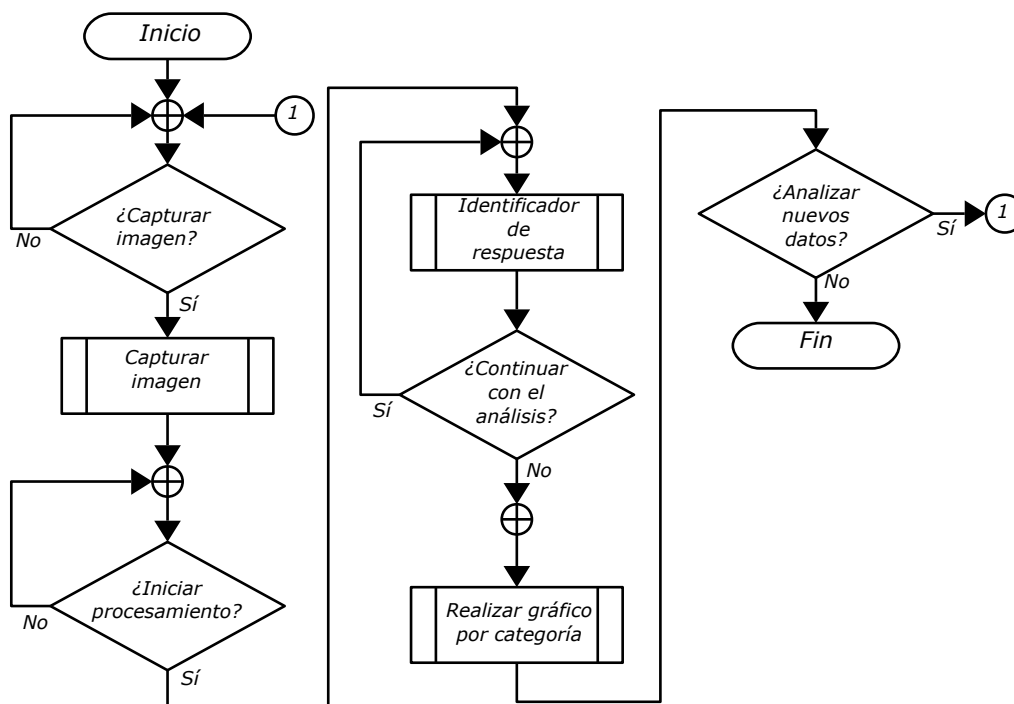 Inicio
1
¿Capturar
imagen?
No
Sí
Capturar
imagen
¿Iniciar
procesamiento?
No
Sí
Identificador
de
respuesta
¿Continuar
con el
análisis?
Sí
No
Realizar gráfico
por categoría
¿Analizar
nuevos
datos?
Sí
1
No
Fin